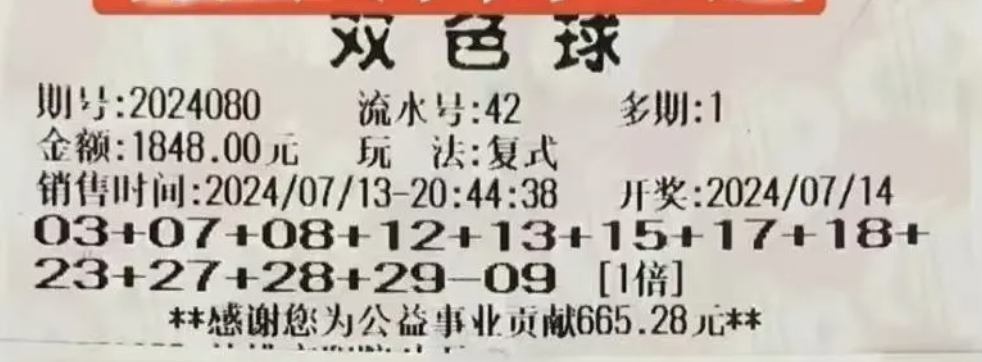 双色球
期号:2024080 流水号:42 多期:1
金额:1848.00元 玩 法:复式
销售时间:2024/07/13-20:44:38 开奖:2024/07/14
03+07+08+12+13+15+17+18+
23+27+28+29-09 [1倍]
**感谢您为公益事业贡献665.28元**